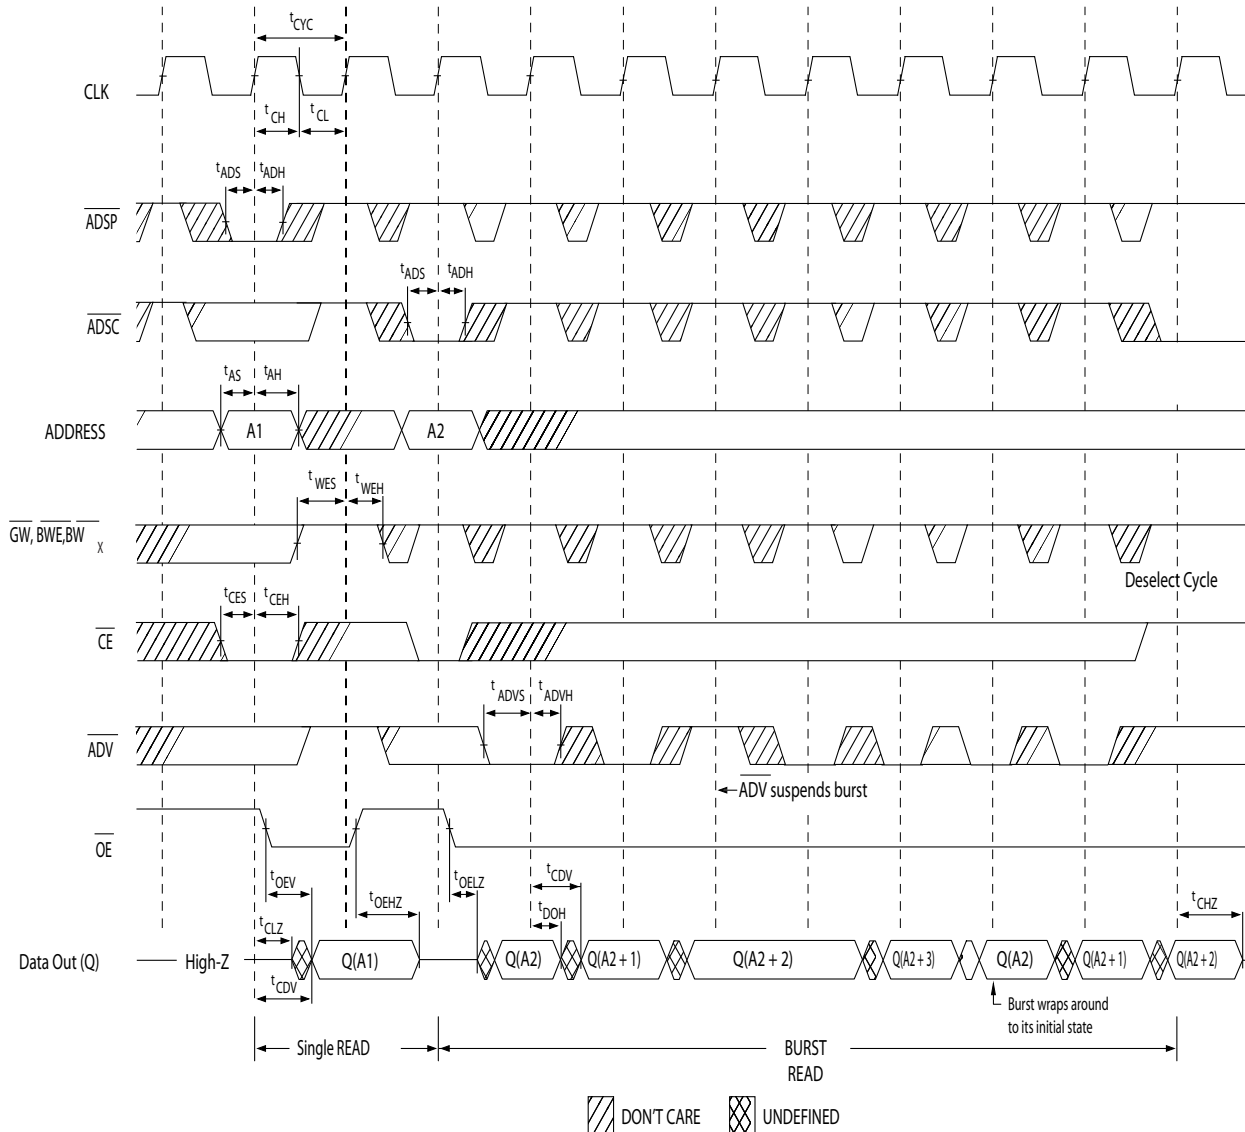 tCYC
CLK
tCH
tCL
tADS
tADH
ADSP
tADS
tADH
ADSC
tAS
tAH
ADDRESS
A1
A2
tWES
tWEH
GW, BWE,BW X
Deselect Cycle
tCES
tCEH
CE
tADVS
tADVH
ADV
ADV suspends burst
OE
tOEV
tOEHZ
tOELZ
tCDV
tDOH
tCHZ
tCLZ
Data Out (Q)
High-Z
Q(A1)
Q(A2)
Q(A2 + 1)
Q(A2 + 2)
Q(A2 + 3)
Q(A2)
Q(A2 + 1)
Q(A2 + 2)
tCDV
Burst wraps around
to its initial state
Single READ
BURST
READ
DON'T CARE
UNDEFINED